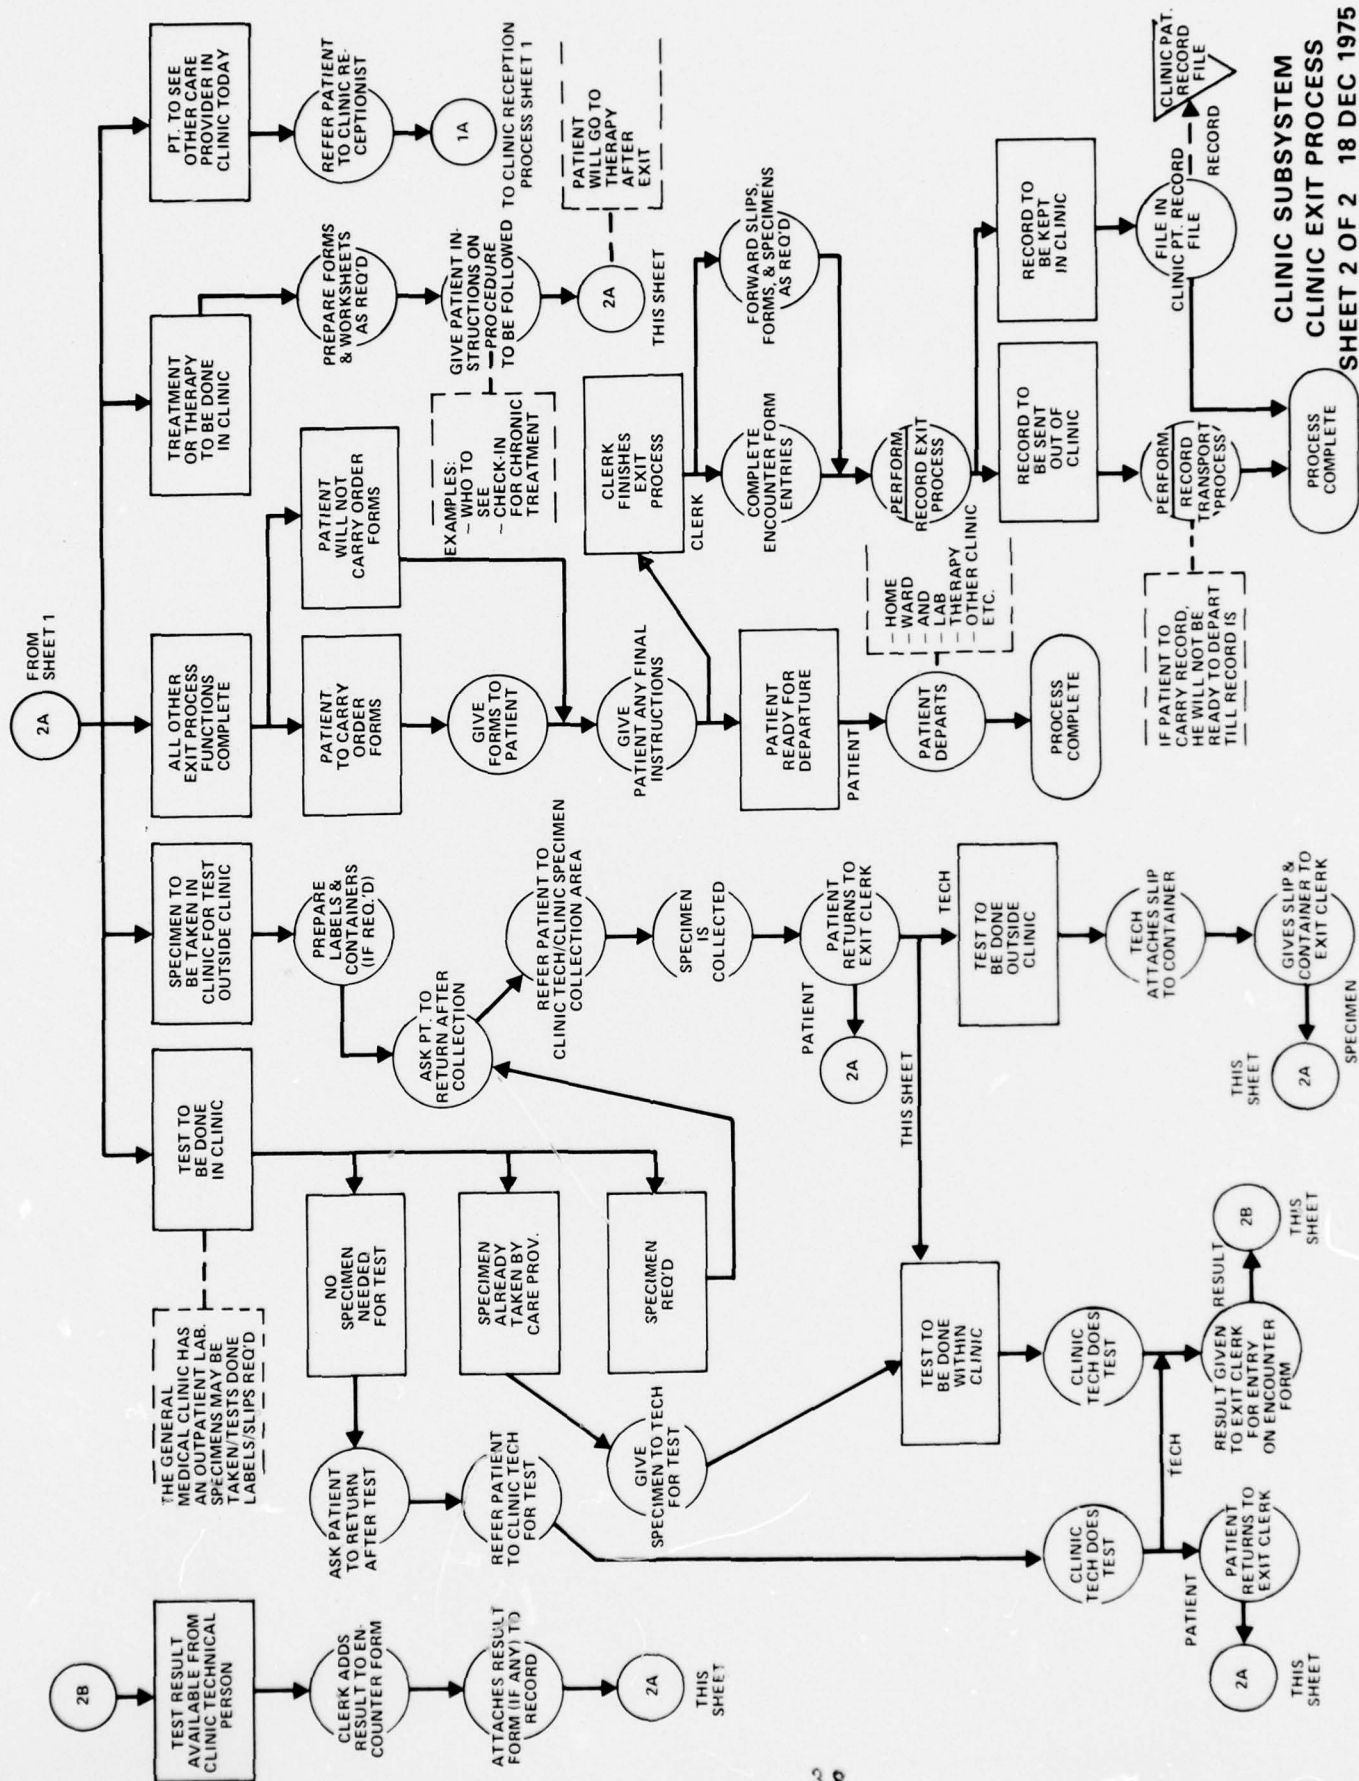 2B
TEST RESULT
AVAILABLE FROM
CLINIC TECHNICAL
PERSON
CLERK ADDS
RESULT TO EN-
COUNTER FORM
ATTACHES RESULT
FORM (IF ANY) TO
RECORD
2A
THIS
SHEET
2A
FROM
SHEET 1
THE GENERAL
MEDICAL CLINIC HAS
AN OUTPATIENT LAB.
SPECIMENS MAY BE
TAKEN/TESTS DONE
LABELS/SLIPS REQ'D
TEST TO
BE DONE
IN CLINIC
NO
SPECIMEN
NEEDED
FOR TEST
ASK PATIENT
TO RETURN
AFTER TEST
REFER PATIENT
TO CLINIC TECH
FOR TEST
SPECIMEN
ALREADY
TAKEN BY
CARE PROV.
GIVE
SPECIMEN TO TECH
FOR TEST
SPECIMEN
REQ'D
CLINIC
TECH DOES
TEST
PATIENT
PATIENT
RETURNS TO
EXIT CLERK
2A
THIS
SHEET
TECH
TEST TO
BE DONE
WITHIN
CLINIC
CLINIC
TECH DOES
TEST
RESULT GIVEN
TO EXIT CLERK
FOR ENTRY
ON ENCOUNTER
FORM
RESULT
2B
THIS
SHEET
SPECIMEN TO
BE TAKEN IN
CLINIC FOR TEST
OUTSIDE CLINIC
PREPARE
LABELS &
CONTAINERS
(IF REQ.'D)
ASK PT. TO
RETURN AFTER
COLLECTION
REFER PATIENT TO
CLINIC TECH/CLINIC SPECIMEN
COLLECTION AREA
SPECIMEN
IS
COLLECTED
PATIENT
RETURNS TO
EXIT CLERK
PATIENT
2A
THIS SHEET
TECH
TEST TO
BE DONE
OUTSIDE
CLINIC
TECH
ATTACHES SLIP
TO CONTAINER
GIVES SLIP &
CONTAINER TO
EXIT CLERK
2A
THIS
SHEET
SPECIMEN
ALL OTHER
EXIT PROCESS
FUNCTIONS
COMPLETE
PATIENT
TO CARRY
ORDER
FORMS
PATIENT
WILL NOT
CARRY ORDER
FORMS
GIVE
FORMS TO
PATIENT
GIVE
PATIENT ANY FINAL
INSTRUCTIONS
PATIENT
READY FOR
DEPARTURE
PATIENT
PATIENT
DEPARTS
– HOME
– WARD
– AND
– LAB
– THERAPY
– OTHER CLINIC
ETC.
PROCESS
COMPLETE
CLERK
FINISHES
EXIT
PROCESS
CLERK
COMPLETE
ENCOUNTER FORM
ENTRIES
FORWARD SLIPS,
FORMS, & SPECIMENS
AS REQ'D
PERFORM
RECORD EXIT
PROCESS
RECORD TO
BE SENT
OUT OF
CLINIC
PERFORM
RECORD
TRANSPORT
PROCESS
IF PATIENT TO
CARRY RECORD,
HE WILL NOT BE
READY TO DEPART
TILL RECORD IS
RECORD TO
BE KEPT
IN CLINIC
FILE IN
CLINIC PT. RECORD
FILE
RECORD
CLINIC PAT.
RECORD
FILE
PROCESS
COMPLETE
TREATMENT
OR THERAPY
TO BE DONE
IN CLINIC
PREPARE FORMS
& WORKSHEETS
AS REQ'D
GIVE PATIENT IN-
STRUCTIONS ON
PROCEDURE
TO BE FOLLOWED
EXAMPLES:
– WHO TO
SEE
– CHECK-IN
FOR CHRONIC
TREATMENT
2A
THIS SHEET
PATIENT
WILL GO TO
THERAPY
AFTER
EXIT
PT. TO SEE
OTHER CARE
PROVIDER IN
CLINIC TODAY
REFER PATIENT
TO CLINIC RE-
CEPTIONIST
1A
TO CLINIC RECEPTION
PROCESS SHEET 1
CLINIC SUBSYSTEM
CLINIC EXIT PROCESS
SHEET 2 OF 2 18 DEC 1975